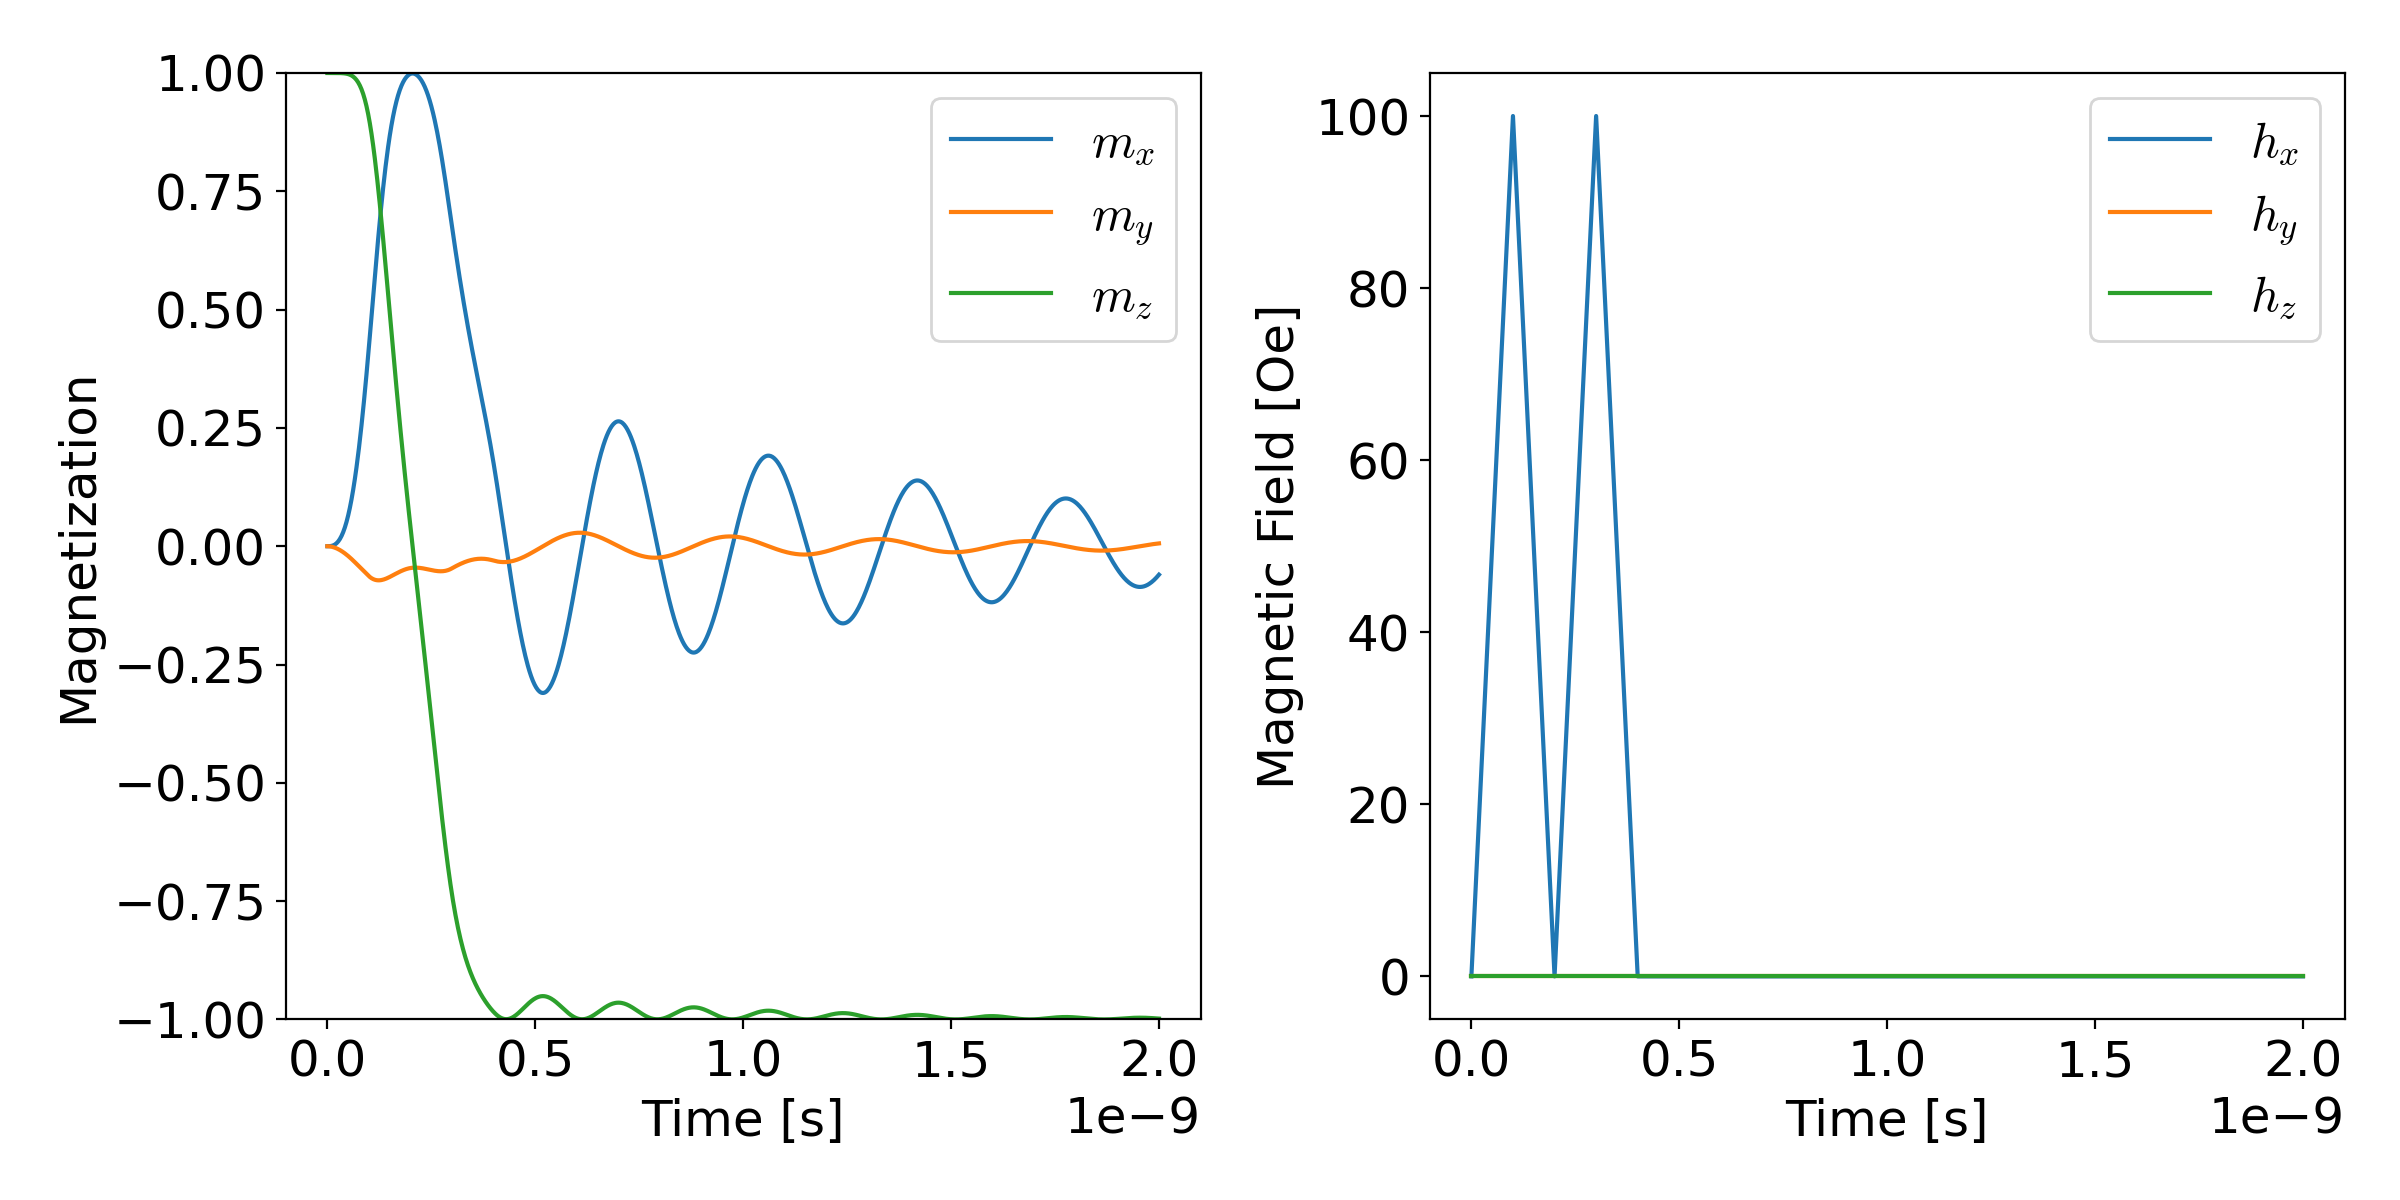 1.00
0.75
0.50
0.25
0.00
−0.25
−0.50
−0.75
−1.00
Magnetization
0.0 0.5 1.0 1.5 2.0
Time [s]
1e−9
m_x
m_y
m_z
100
80
60
40
20
0
Magnetic Field [Oe]
0.0 0.5 1.0 1.5 2.0
Time [s]
1e−9
h_x
h_y
h_z